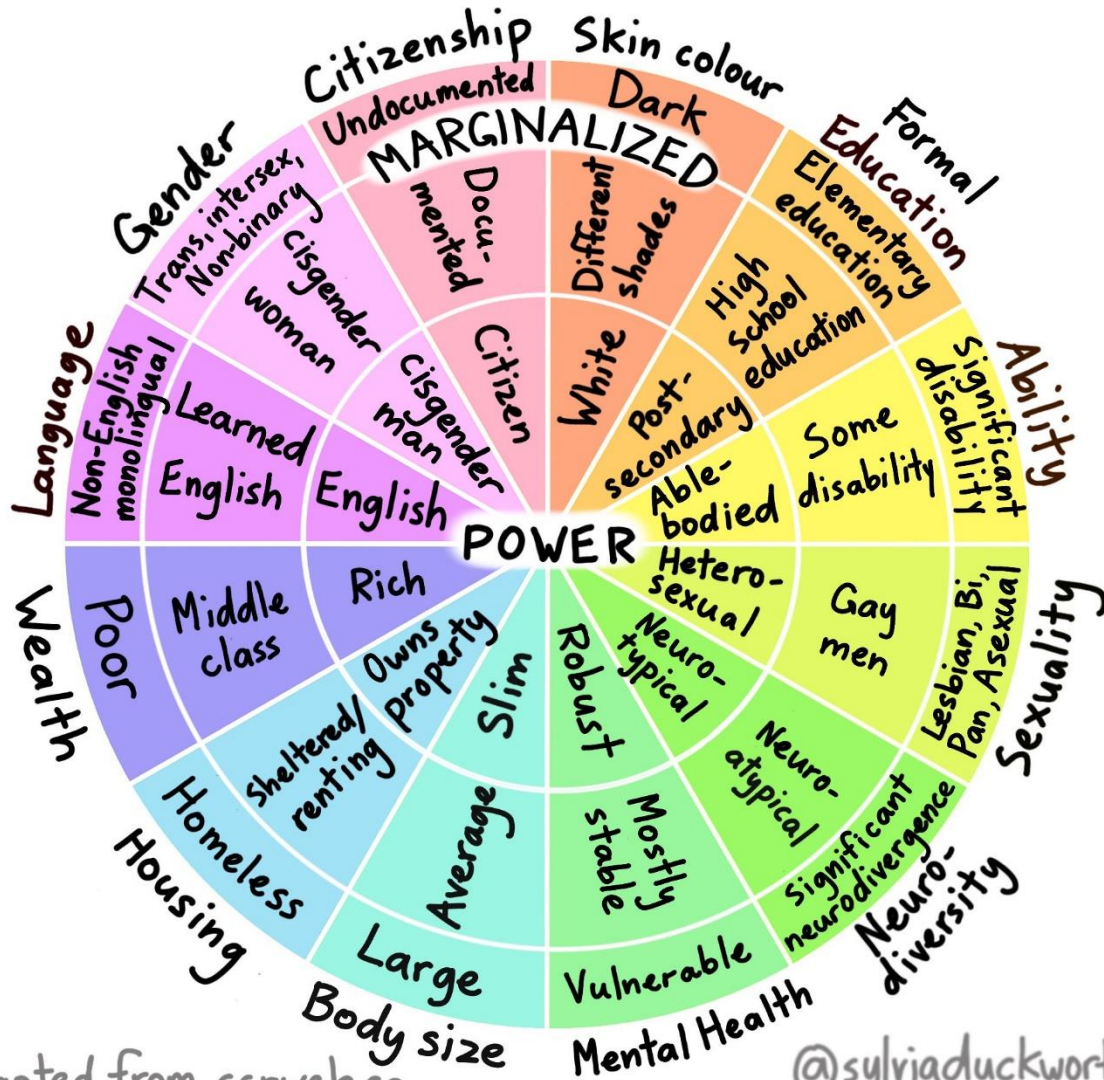 Citizenship
Undocumented
Docu-
mented
Citizen
MARGINALIZED
Skin colour
Dark
Different
shades
White
Formal
Education
Elementary
education
High
school
education
Post-
secondary
Ability
Significant
disability
Some
disability
Able-
bodied
Sexuality
Lesbian, Bi,
Pan, Asexual
Gay
men
Hetero-
sexual
Neuro-
diversity
Significant
neurodivergence
Neuro-
atypical
Neuro-
typical
Mental Health
Vulnerable
Mostly
stable
Robust
Body size
Large
Average
Slim
Housing
Homeless
Sheltered/
renting
Owns
property
Wealth
Poor
Middle
class
Rich
Language
Non-English
monolingual
Learned
English
English
Gender
Trans, intersex,
Non-binary
cisgender
woman
cisgender
man
POWER
from
@sylviaduckwort